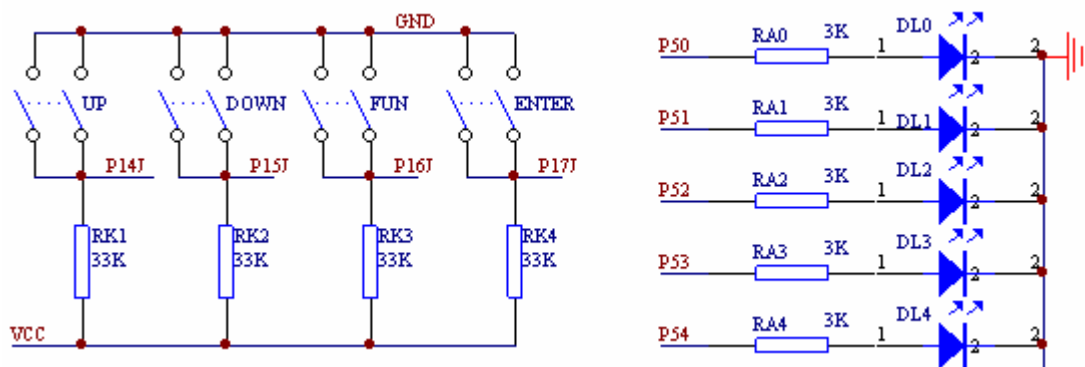 GND
UP DOWN FUN ENTER
P14J P15J P16J P17J
RK1 RK2 RK3 RK4
33K 33K 33K 33K
VCC
P50 RA0 3K 1 DL0 2 2
P51 RA1 3K 1 DL1 2 2
P52 RA2 3K 1 DL2 2 2
P53 RA3 3K 1 DL3 2 2
P54 RA4 3K 1 DL4 2 2